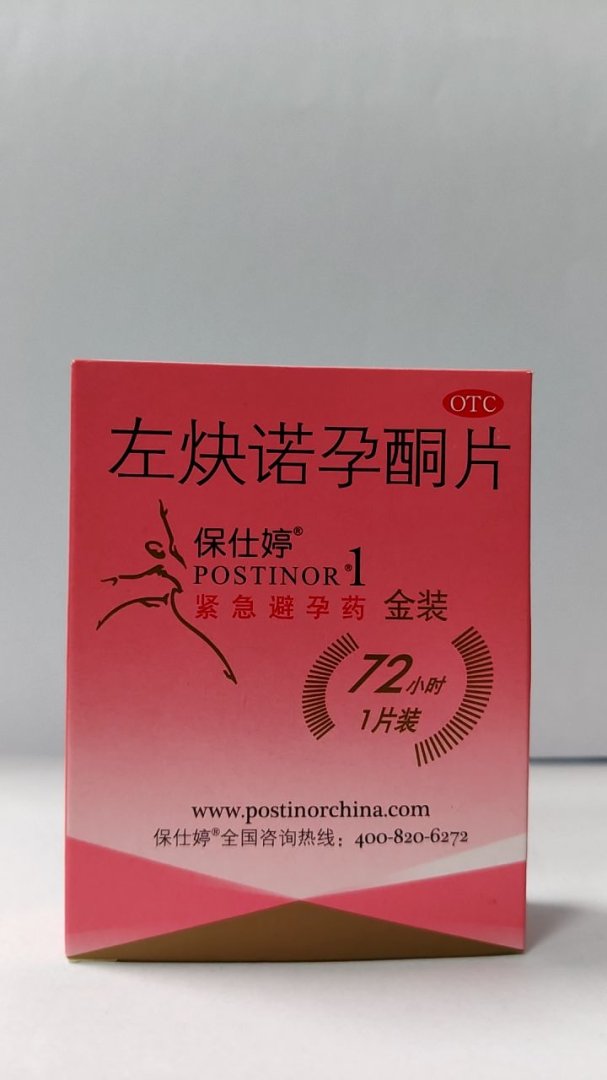 OTC
左炔诺孕酮片
保仕婷®
POSTINOR®1
紧急避孕药 金装
72小时
1片装
www.postinorchina.com
保仕婷®全国咨询热线：400-820-6272